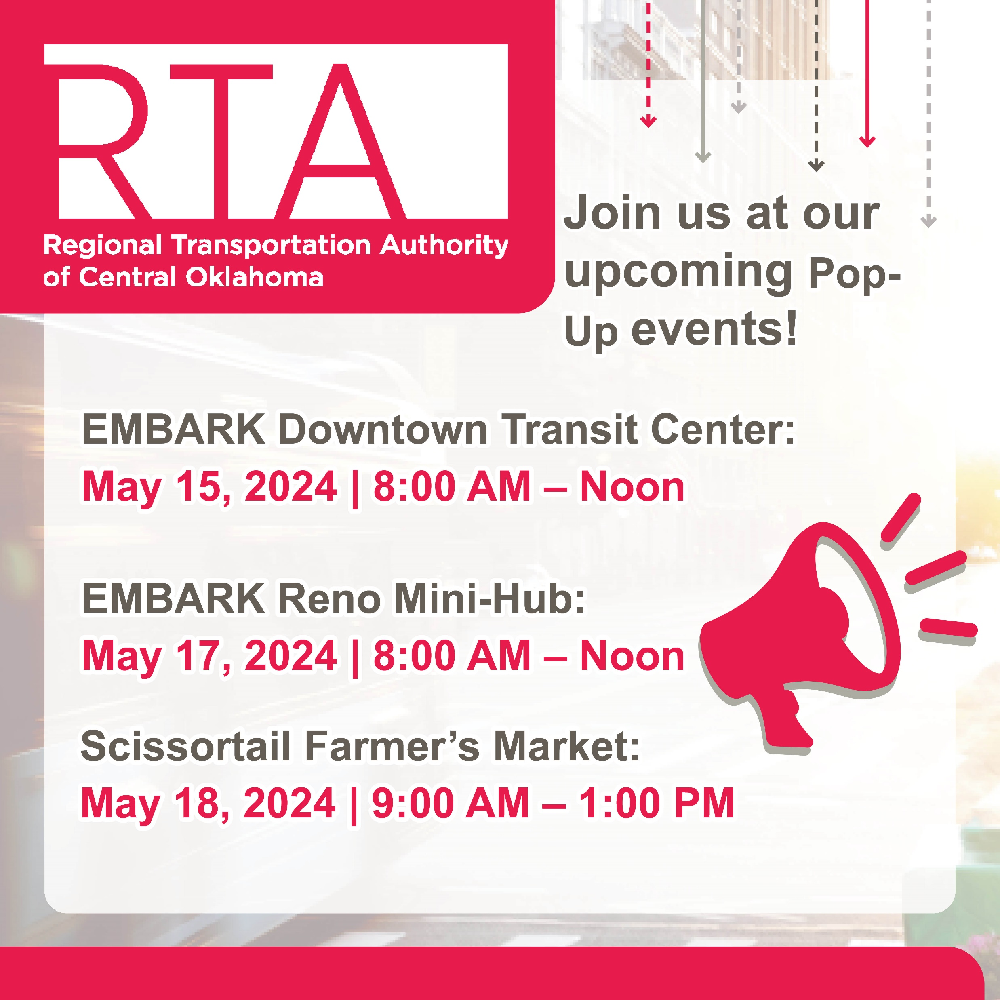 RTA
Regional Transportation Authority
of Central Oklahoma
Join us at our
upcoming Pop-
Up events!
EMBARK Downtown Transit Center:
May 15, 2024 | 8:00 AM – Noon
EMBARK Reno Mini-Hub:
May 17, 2024 | 8:00 AM – Noon
Scissortail Farmer’s Market:
May 18, 2024 | 9:00 AM – 1:00 PM